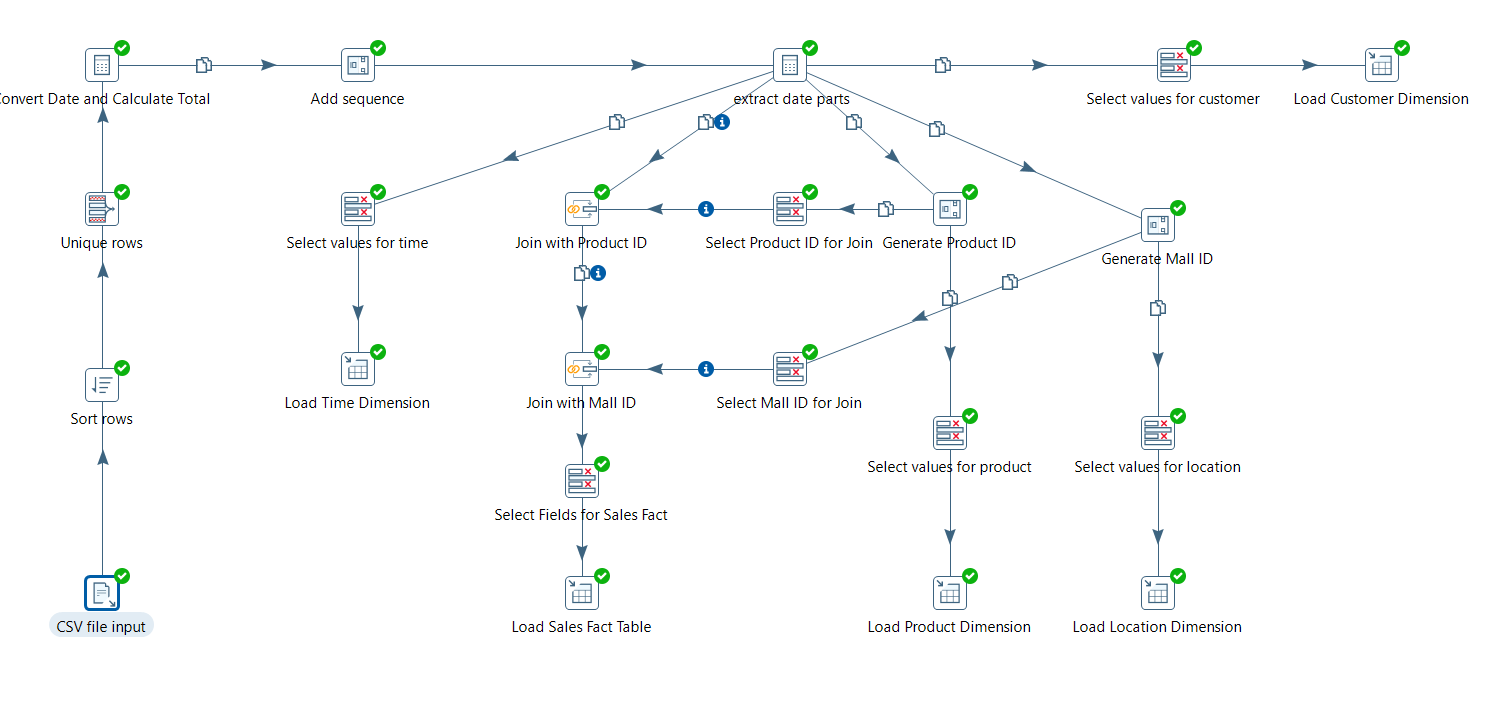 Convert Date and Calculate Total
Add sequence
extract date parts
Select values for customer
Load Customer Dimension
Unique rows
Select values for time
Join with Product ID
Select Product ID for Join
Generate Product ID
Generate Mall ID
Sort rows
Load Time Dimension
Join with Mall ID
Select Mall ID for Join
Select values for product
Select values for location
Select Fields for Sales Fact
CSV file input
Load Sales Fact Table
Load Product Dimension
Load Location Dimension